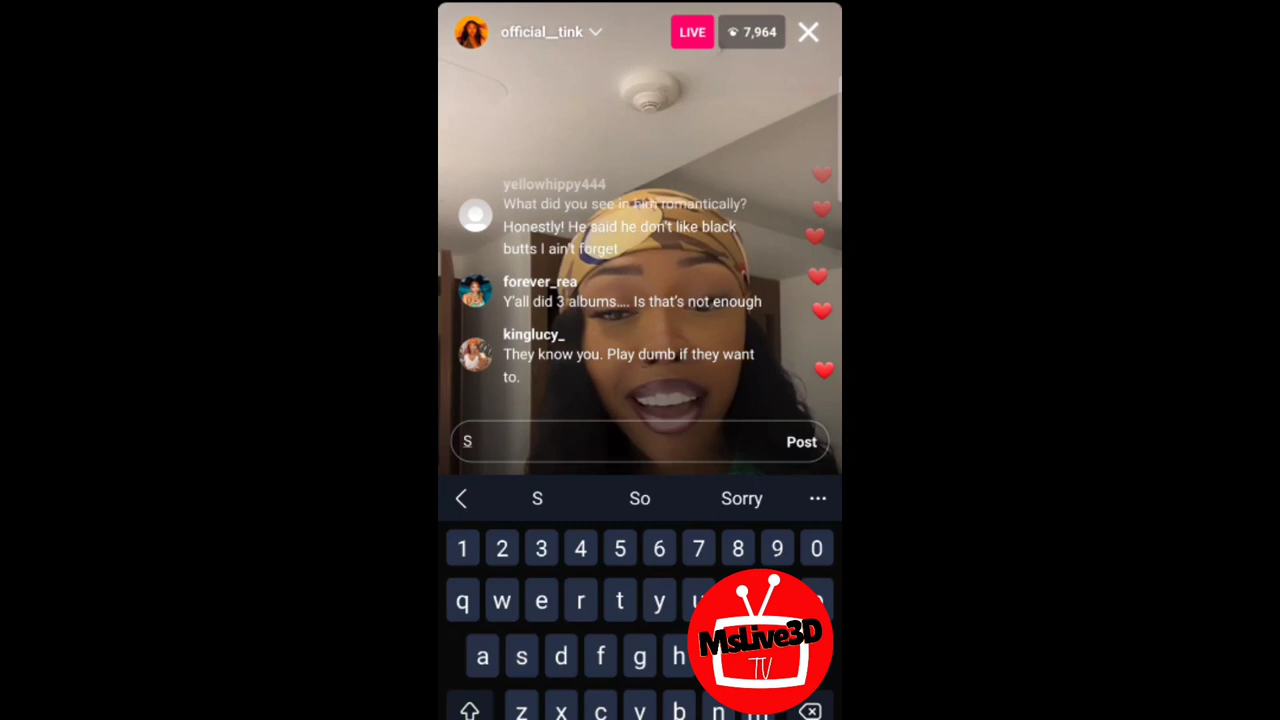 official__tink
LIVE
7,964
yellowhippy444
What did you see in him romantically?
Honestly! He said he don't like black
butts I ain't forget
forever_rea
Y'all did 3 albums.... Is that's not enough
kinglucy_
They know you. Play dumb if they want
to.
S
Post
S So Sorry
1 2 3 4 5 6 7 8 9 0
q w e r t y u
a s d f g h
z x c v b n m
MsLive3D
TV